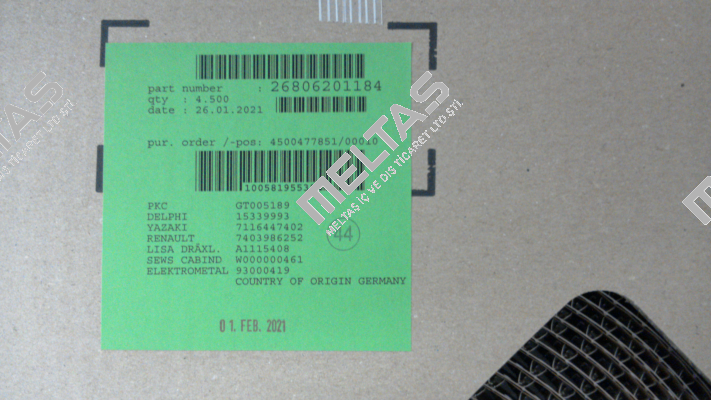 part number : 26806201184
qty : 4.500
date : 26.01.2021
pur. order /-pos: 4500477851/00010
PKC GT005189
DELPHI 15339993
YAZAKI 7116447402
RENAULT 7403986252
LISA DRÄXL. A1115408
SEWS CABIND W000000461
ELEKTROMETAL 93000419
44
COUNTRY OF ORIGIN GERMANY
01. FEB. 2021
MELTAS
MELTAŞ İÇ VE DIŞ TİCARET LTD ŞTİ.